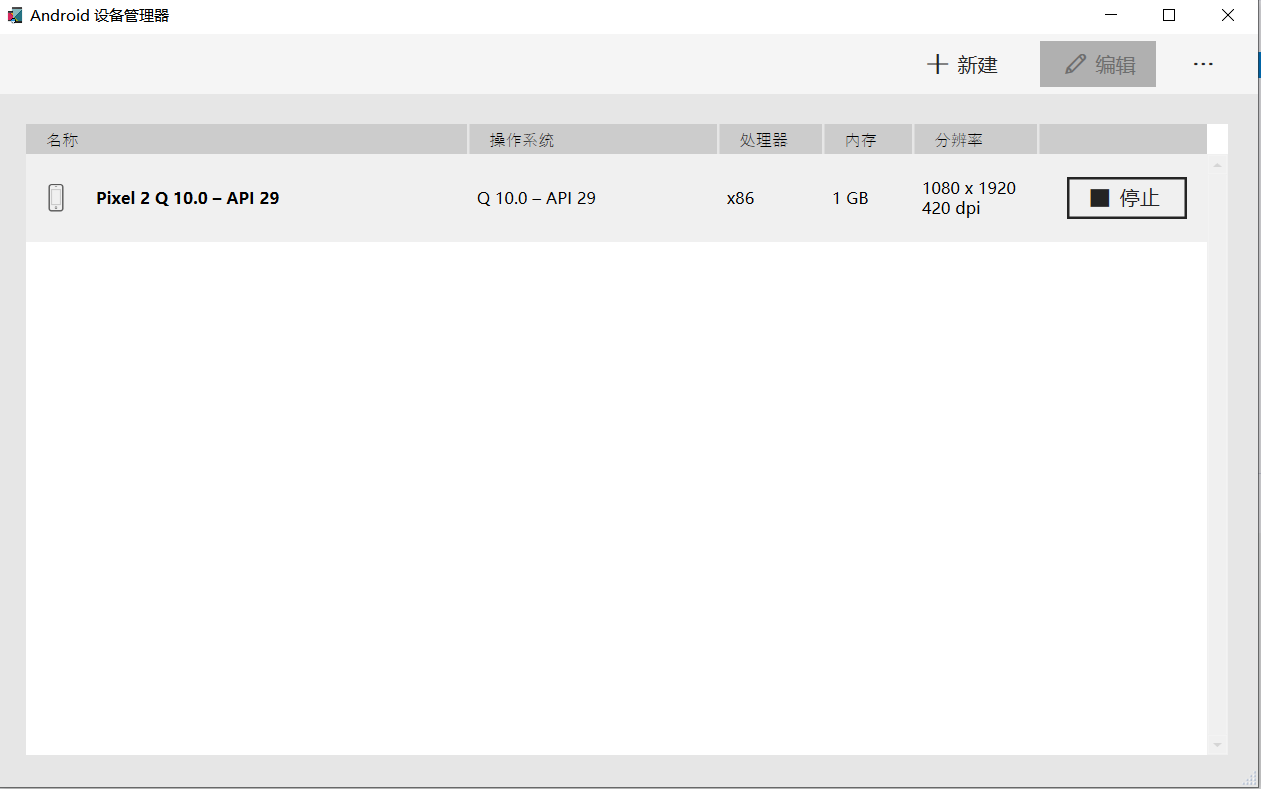 Android 设备管理器
新建
编辑
...
名称 操作系统 处理器 内存 分辨率
Pixel 2 Q 10.0 – API 29 Q 10.0 – API 29 x86 1 GB 1080 x 1920
420 dpi
停止